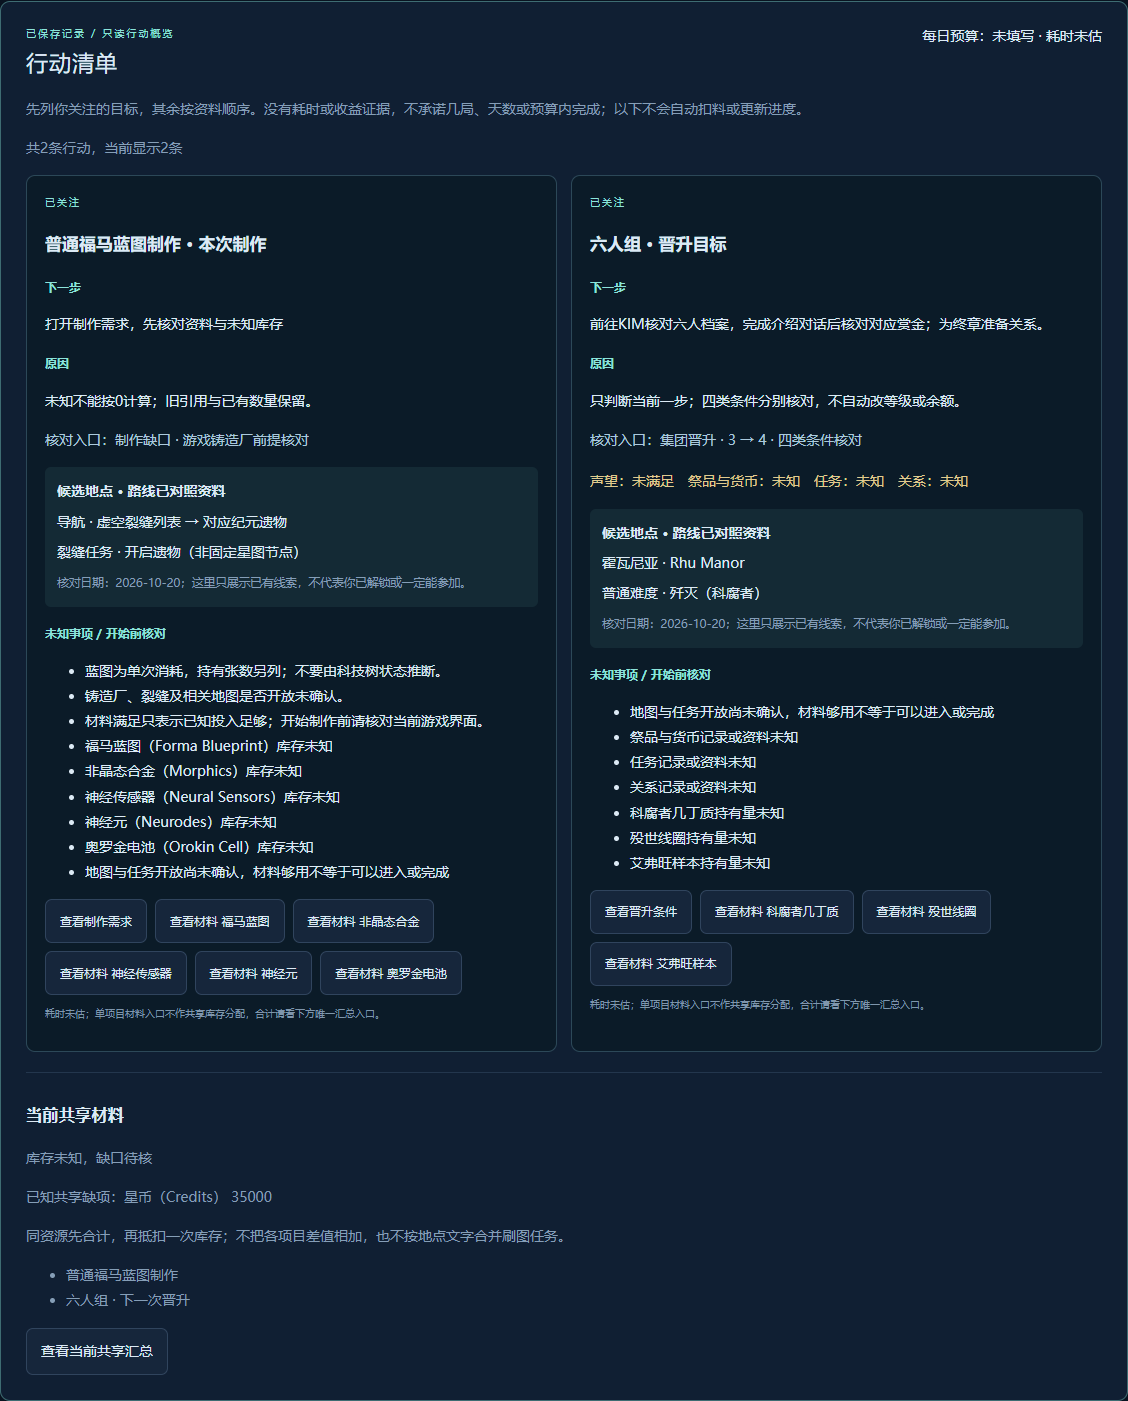 已保存记录 / 只读行动概览
行动清单
每日预算：未填写 · 耗时未估
先列你关注的目标，其余按资料顺序。没有耗时或收益证据，不承诺几局、天数或预算内完成；以下不会自动扣料或更新进度。
共2条行动，当前显示2条
已关注
普通福马蓝图制作 • 本次制作
下一步
打开制作需求，先核对资料与未知库存
原因
未知不能按0计算；旧引用与已有数量保留。
核对入口：制作缺口 · 游戏铸造厂前提核对
候选地点 • 路线已对照资料
导航 · 虚空裂缝列表 → 对应纪元遗物
裂缝任务 · 开启遗物（非固定星图节点）
核对日期：2026-10-20；这里只展示已有线索，不代表你已解锁或一定能参加。
未知事项 / 开始前核对
• 蓝图为单次消耗，持有张数另列；不要由科技树状态推断。
• 铸造厂、裂缝及相关地图是否开放未确认。
• 材料满足只表示已知投入足够；开始制作前请核对当前游戏界面。
• 福马蓝图（Forma Blueprint）库存未知
• 非晶态合金（Morphics）库存未知
• 神经传感器（Neural Sensors）库存未知
• 神经元（Neurodes）库存未知
• 奥罗金电池（Orokin Cell）库存未知
• 地图与任务开放尚未确认，材料够用不等于可以进入或完成
查看制作需求
查看材料 福马蓝图
查看材料 非晶态合金
查看材料 神经传感器
查看材料 神经元
查看材料 奥罗金电池
耗时未估；单项目材料入口不作共享库存分配，合计请看下方唯一汇总入口。
已关注
六人组 • 晋升目标
下一步
前往KIM核对六人档案，完成介绍对话后核对对应赏金；为终章准备关系。
原因
只判断当前一步；四类条件分别核对，不自动改等级或余额。
核对入口：集团晋升 · 3 → 4 · 四类条件核对
声望：未满足 祭品与货币：未知 任务：未知 关系：未知
候选地点 • 路线已对照资料
霍瓦尼亚 · Rhu Manor
普通难度 · 歼灭（科腐者）
核对日期：2026-10-20；这里只展示已有线索，不代表你已解锁或一定能参加。
未知事项 / 开始前核对
• 地图与任务开放尚未确认，材料够用不等于可以进入或完成
• 祭品与货币记录或资料未知
• 任务记录或资料未知
• 关系记录或资料未知
• 科腐者几丁质持有量未知
• 殁世线圈持有量未知
• 艾弗旺样本持有量未知
查看晋升条件
查看材料 科腐者几丁质
查看材料 殁世线圈
查看材料 艾弗旺样本
耗时未估；单项目材料入口不作共享库存分配，合计请看下方唯一汇总入口。
当前共享材料
库存未知，缺口待核
已知共享缺项：星币（Credits） 35000
同资源先合计，再抵扣一次库存；不把各项目差值相加，也不按地点文字合并刷图任务。
• 普通福马蓝图制作
• 六人组 · 下一次晋升
查看当前共享汇总